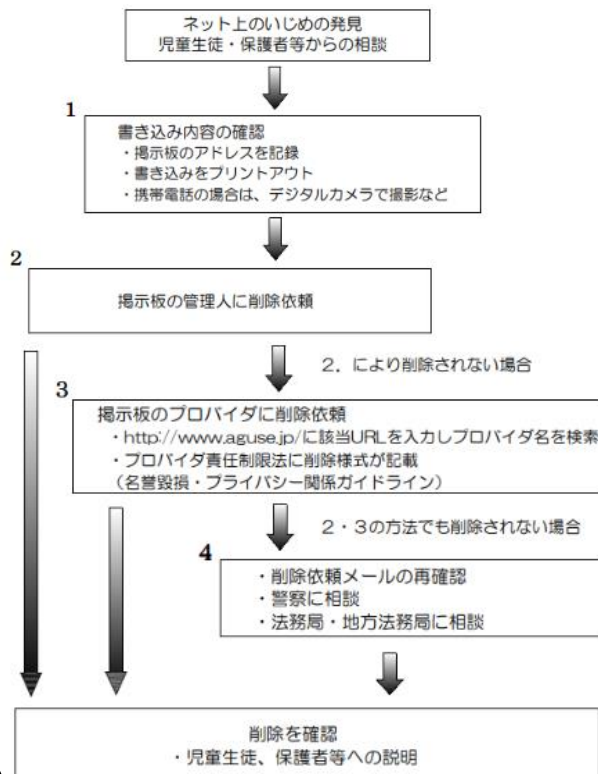 ネット上のいじめの発見
児童生徒・保護者等からの相談
1
書き込み内容の確認
・掲示板のアドレスを記録
・書き込みをプリントアウト
・携帯電話の場合は、デジタルカメラで撮影など
2
掲示板の管理人に削除依頼
2．により削除されない場合
3
掲示板のプロバイダに削除依頼
・http://www.aguse.jp/に該当URLを入力しプロバイダ名を検索
・プロバイダ責任制限法に削除様式が記載
（名誉毀損・プライバシー関係ガイドライン）
2・3の方法でも削除されない場合
4
・削除依頼メールの再確認
・警察に相談
・法務局・地方法務局に相談
削除を確認
・児童生徒、保護者等への説明